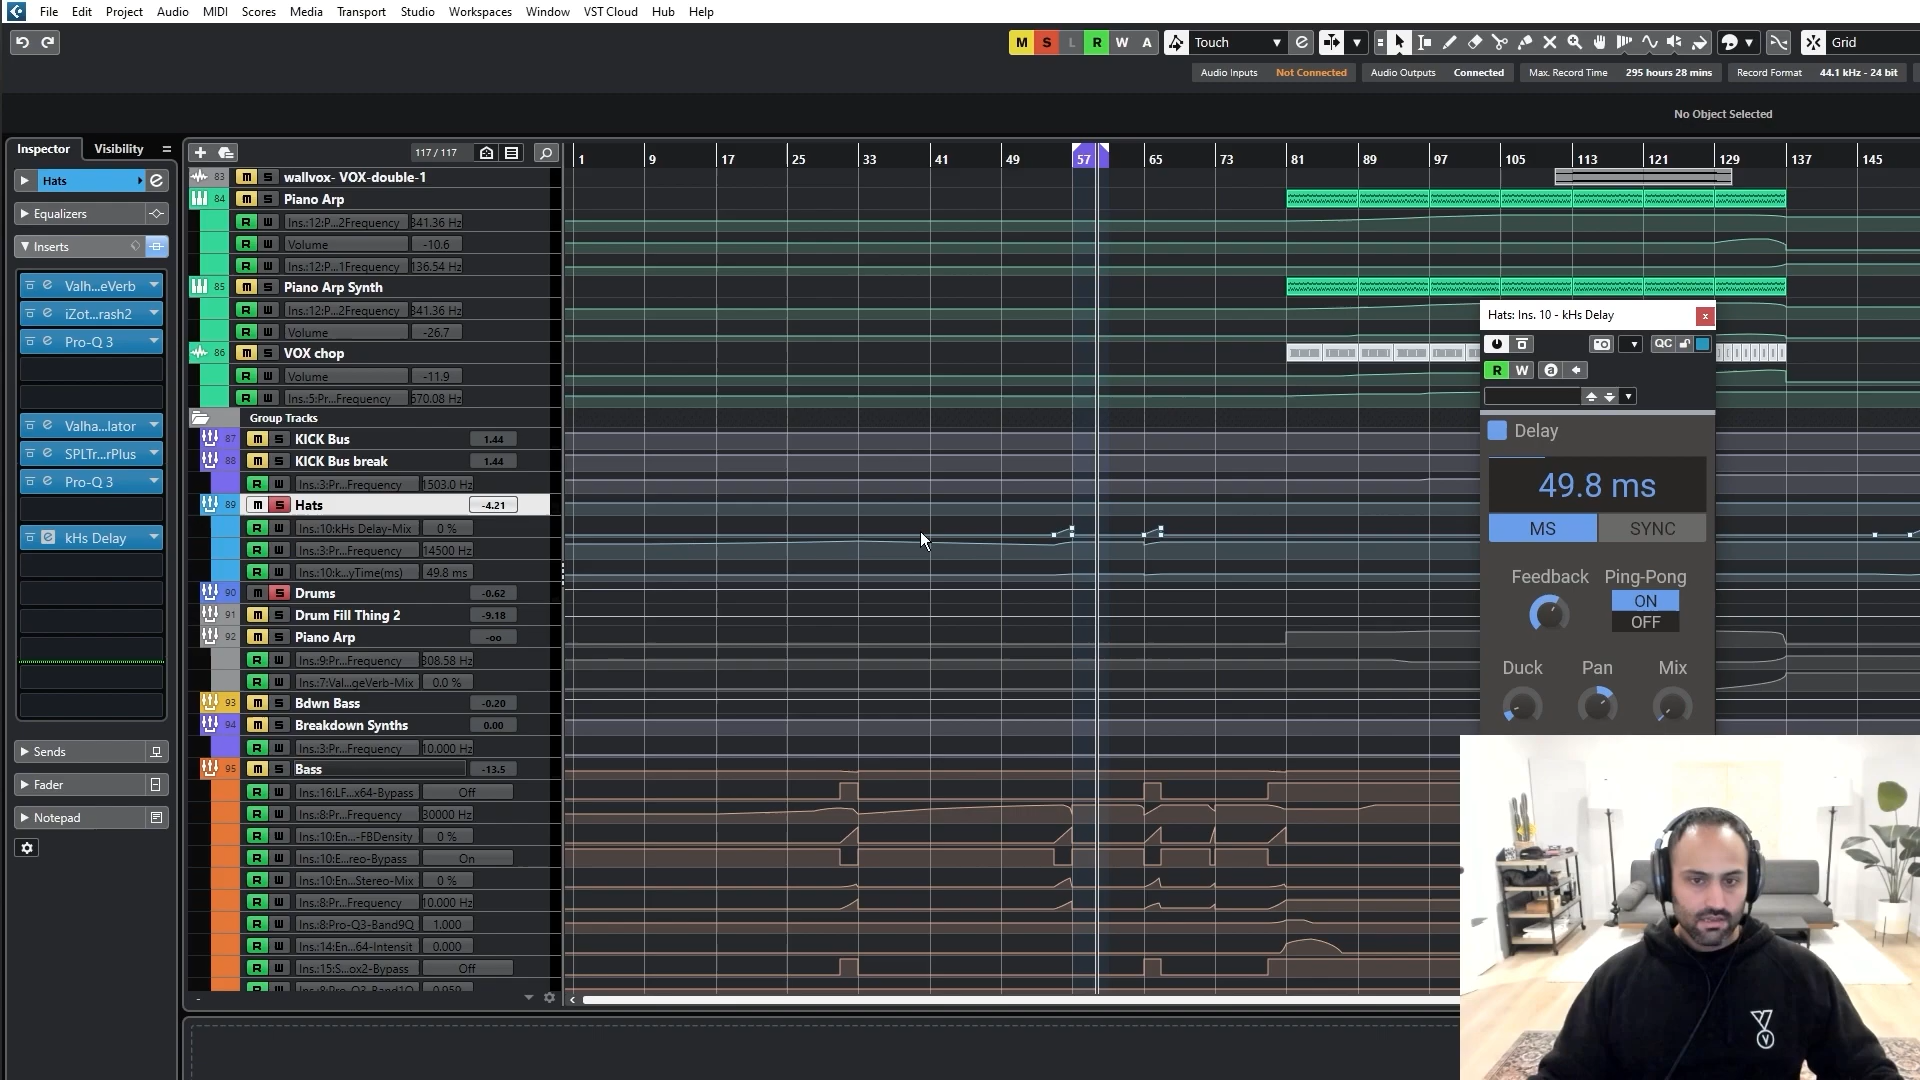 File Edit Project Audio MIDI Scores Media Transport Studio Workspaces Window VST Cloud Hub Help
M S L R W A Touch Grid
Audio Inputs Not Connected Audio Outputs Connected Max. Record Time 295 hours 28 mins Record Format 44.1 kHz - 24 bit
No Object Selected
Inspector Visibility
117 / 117
1 9 17 25 33 41 49 57 65 73 81 89 97 105 113 121 129 137 145
Hats
Equalizers
Inserts
Valh...eVerb
iZot...rash2
Pro-Q 3
Valha...lator
SPLTr...rPlus
Pro-Q 3
kHs Delay
Sends
Fader
Notepad
83 M S wallvox- VOX-double-1
84 M S Piano Arp
R W Ins.:12:P...2Frequency 341.36 Hz
R W Volume -10.6
R W Ins.:12:P...1Frequency 136.54 Hz
85 M S Piano Arp Synth
R W Ins.:12:P...2Frequency 341.36 Hz
R W Volume -26.7
86 M S VOX chop
R W Volume -11.9
R W Ins.:5:Pr...Frequency 570.08 Hz
Group Tracks
87 M S KICK Bus 1.44
88 M S KICK Bus break 1.44
R W Ins.:3:Pr...Frequency 1503.0 Hz
89 M S Hats -4.21
R W Ins.:10:kHs Delay-Mix 0 %
R W Ins.:3:Pr...Frequency 14500 Hz
R W Ins.:10:k...yTime(ms) 49.8 ms
90 M S Drums -0.62
91 M S Drum Fill Thing 2 -9.18
92 M S Piano Arp -oo
R W Ins.:9:Pr...Frequency 308.58 Hz
R W Ins.:7:Val...geVerb-Mix 0.0 %
93 M S Bdwn Bass -0.20
94 M S Breakdown Synths 0.00
R W Ins.:3:Pr...Frequency 10.000 Hz
95 M S Bass -13.5
R W Ins.:16:LF...x64-Bypass Off
R W Ins.:8:Pr...Frequency 30000 Hz
R W Ins.:10:En...-FBDensity 0 %
R W Ins.:10:E...reo-Bypass On
R W Ins.:10:En...Stereo-Mix 0 %
R W Ins.:8:Pr...Frequency 10.000 Hz
R W Ins.:8:Pro-Q3-Band9Q 1.000
R W Ins.:14:En...64-Intensit 0.000
R W Ins.:15:S...ox2-Bypass Off
Hats: Ins. 10 - kHs Delay x
QC
R W a
Delay
49.8 ms
MS SYNC
Feedback Ping-Pong
ON
OFF
Duck Pan Mix